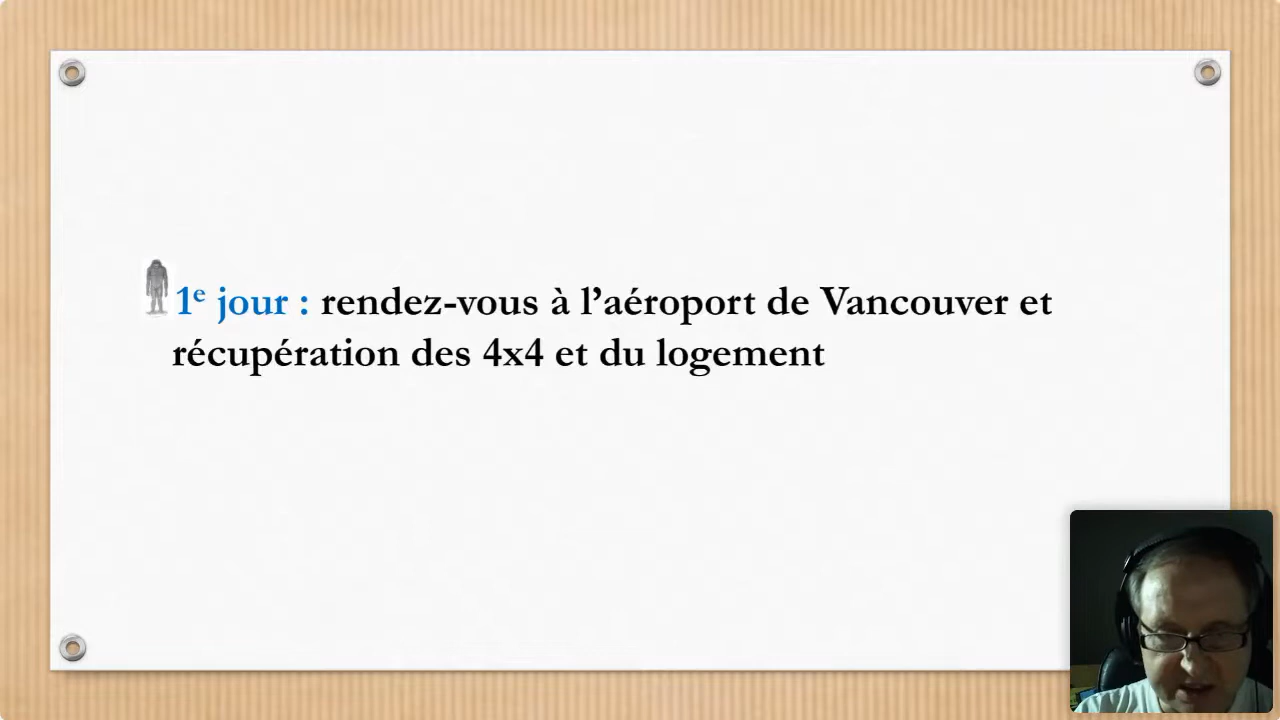 1e jour : rendez-vous à l’aéroport de Vancouver et
récupération des 4x4 et du logement